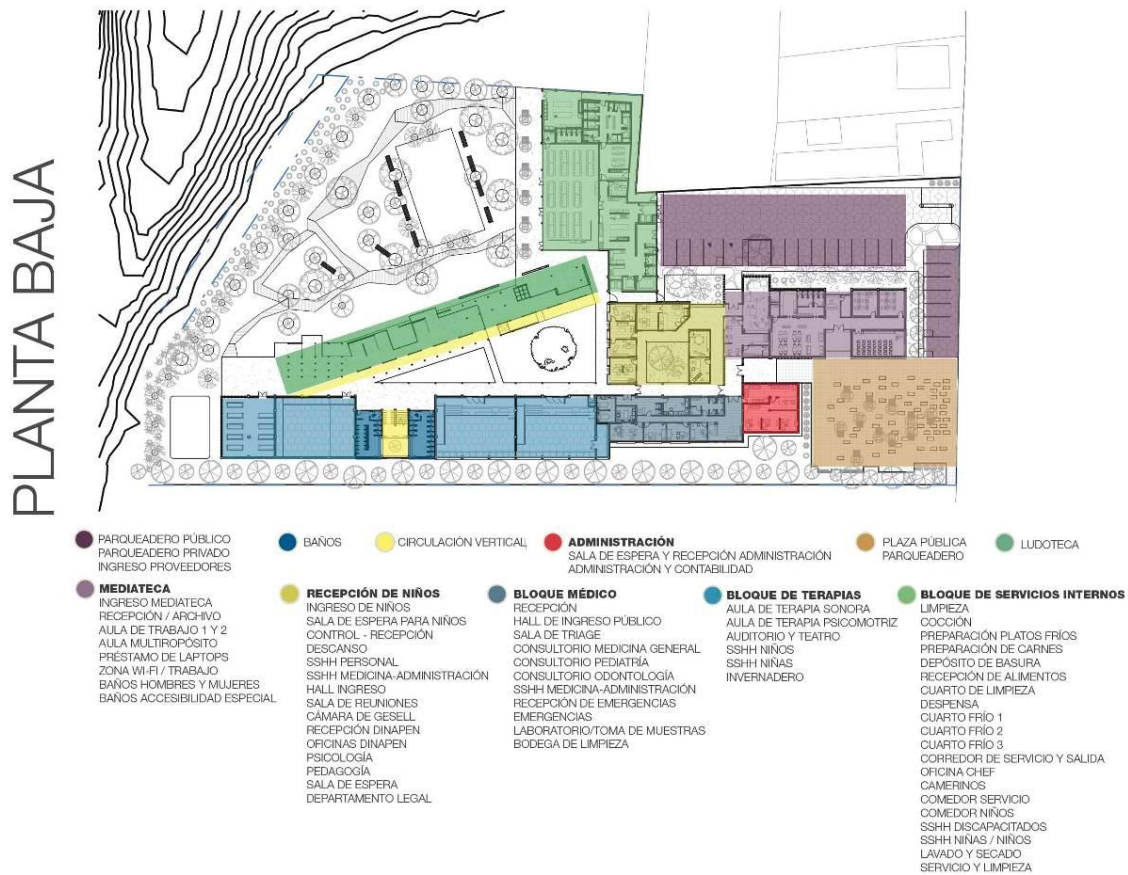 PLANTA BAJA
PARQUEADERO PÚBLICO
PARQUEADERO PRIVADO
INGRESO PROVEEDORES
BAÑOS
CIRCULACIÓN VERTICAL
ADMINISTRACIÓN
SALA DE ESPERA Y RECEPCIÓN ADMINISTRACIÓN
ADMINISTRACIÓN Y CONTABILIDAD
PLAZA PÚBLICA
PARQUEADERO
LUDOTECA
MEDIATECA
INGRESO MEDIATECA
RECEPCIÓN / ARCHIVO
AULA DE TRABAJO 1 Y 2
AULA MULTIROPÓSITO
PRÉSTAMO DE LAPTOPS
ZONA WI-FI / TRABAJO
BAÑOS HOMBRES Y MUJERES
BAÑOS ACCESIBILIDAD ESPECIAL
RECEPCIÓN DE NIÑOS
INGRESO DE NIÑOS
SALA DE ESPERA PARA NIÑOS
CONTROL - RECEPCIÓN
DESCANSO
SSHH PERSONAL
SSHH MEDICINA-ADMINISTRACIÓN
HALL INGRESO
SALA DE REUNIONES
CÁMARA DE GESELL
RECEPCIÓN DINAPEN
OFICINAS DINAPEN
PSICOLOGÍA
PEDAGOGÍA
SALA DE ESPERA
DEPARTAMENTO LEGAL
BLOQUE MÉDICO
RECEPCIÓN
HALL DE INGRESO PÚBLICO
SALA DE TRIAGE
CONSULTORIO MEDICINA GENERAL
CONSULTORIO PEDIATRÍA
CONSULTORIO ODONTOLOGÍA
SSHH MEDICINA-ADMINISTRACIÓN
RECEPCIÓN DE EMERGENCIAS
EMERGENCIAS
LABORATORIO/TOMA DE MUESTRAS
BODEGA DE LIMPIEZA
BLOQUE DE TERAPIAS
AULA DE TERAPIA SONORA
AULA DE TERAPIA PSICOMOTRIZ
AUDITORIO Y TEATRO
SSHH NIÑOS
SSHH NIÑAS
INVERNADERO
BLOQUE DE SERVICIOS INTERNOS
LIMPIEZA
COCCIÓN
PREPARACIÓN PLATOS FRÍOS
PREPARACIÓN DE CARNES
DEPÓSITO DE BASURA
RECEPCIÓN DE ALIMENTOS
CUARTO DE LIMPIEZA
DESPENSA
CUARTO FRÍO 1
CUARTO FRÍO 2
CUARTO FRÍO 3
CORREDOR DE SERVICIO Y SALIDA
OFICINA CHEF
CAMERINOS
COMEDOR SERVICIO
COMEDOR NIÑOS
SSHH DISCAPACITADOS
SSHH NIÑAS / NIÑOS
LAVADO Y SECADO
SERVICIO Y LIMPIEZA